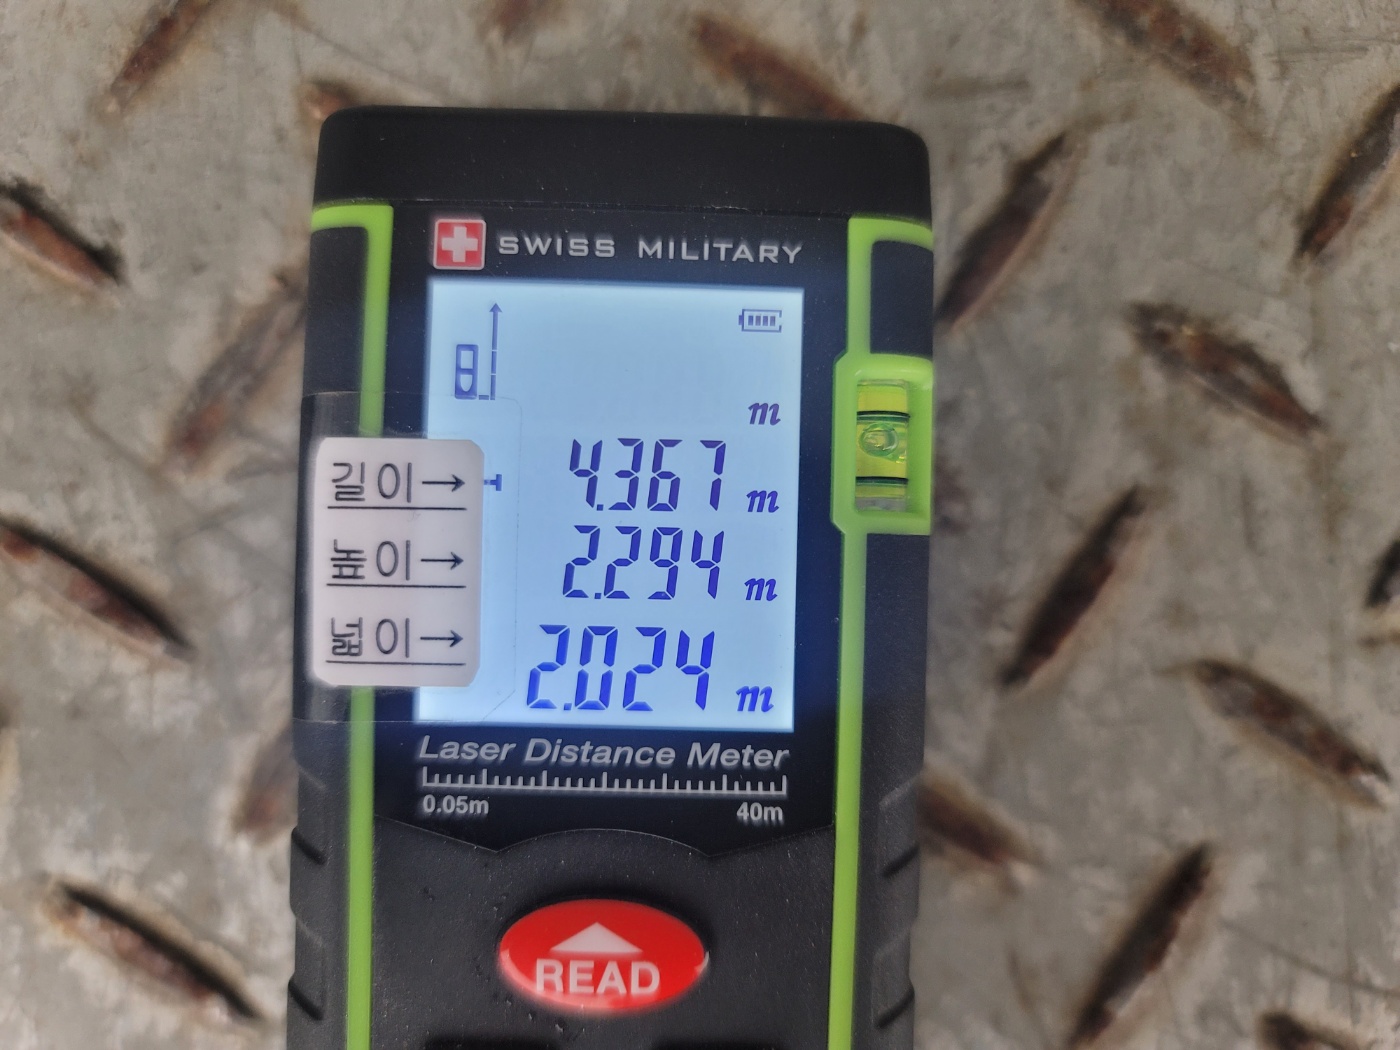 SWISS MILITARY
m
길이→ 4.367 m
높이→ 2.294 m
넓이→ 2.024 m
Laser Distance Meter
0.05m 40m
READ